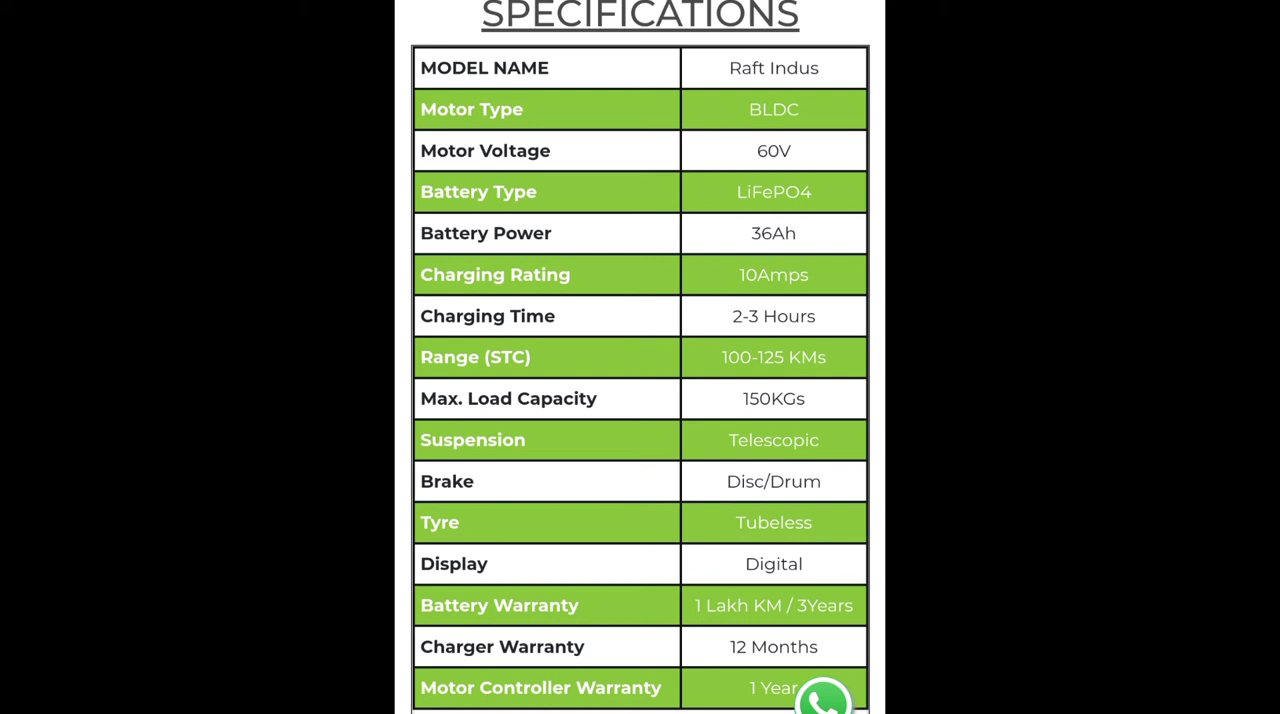 SPECIFICATIONS
MODEL NAME Raft Indus
Motor Type BLDC
Motor Voltage 60V
Battery Type LiFePO4
Battery Power 36Ah
Charging Rating 10Amps
Charging Time 2-3 Hours
Range (STC) 100-125 KMs
Max. Load Capacity 150KGs
Suspension Telescopic
Brake Disc/Drum
Tyre Tubeless
Display Digital
Battery Warranty 1 Lakh KM / 3Years
Charger Warranty 12 Months
Motor Controller Warranty 1 Year